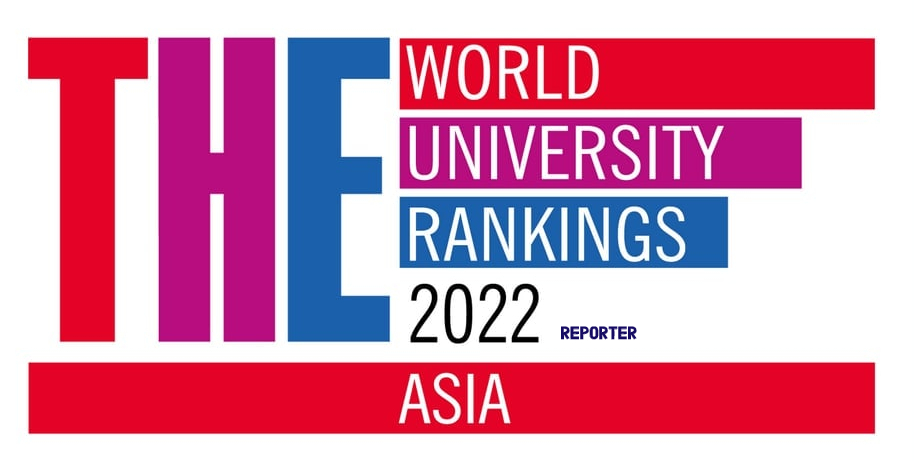 THE
WORLD
UNIVERSITY
RANKINGS
2022 REPORTER
ASIA